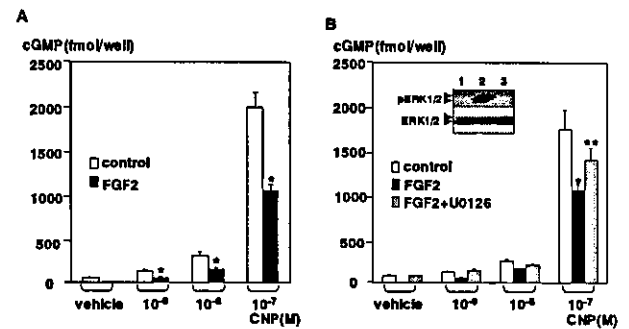 A
cGMP(fmol/well)
2500
2000
1500
1000
500
0
control
FGF2
*
*
*
vehicle
10⁻⁹
10⁻⁸
10⁻⁷
CNP(M)
B
cGMP(fmol/well)
2500
2000
1500
1000
500
0
1 2 3
pERK1/2
ERK1/2
control
FGF2
FGF2+U0126
**
vehicle
10⁻⁹
10⁻⁸
10⁻⁷
CNP(M)